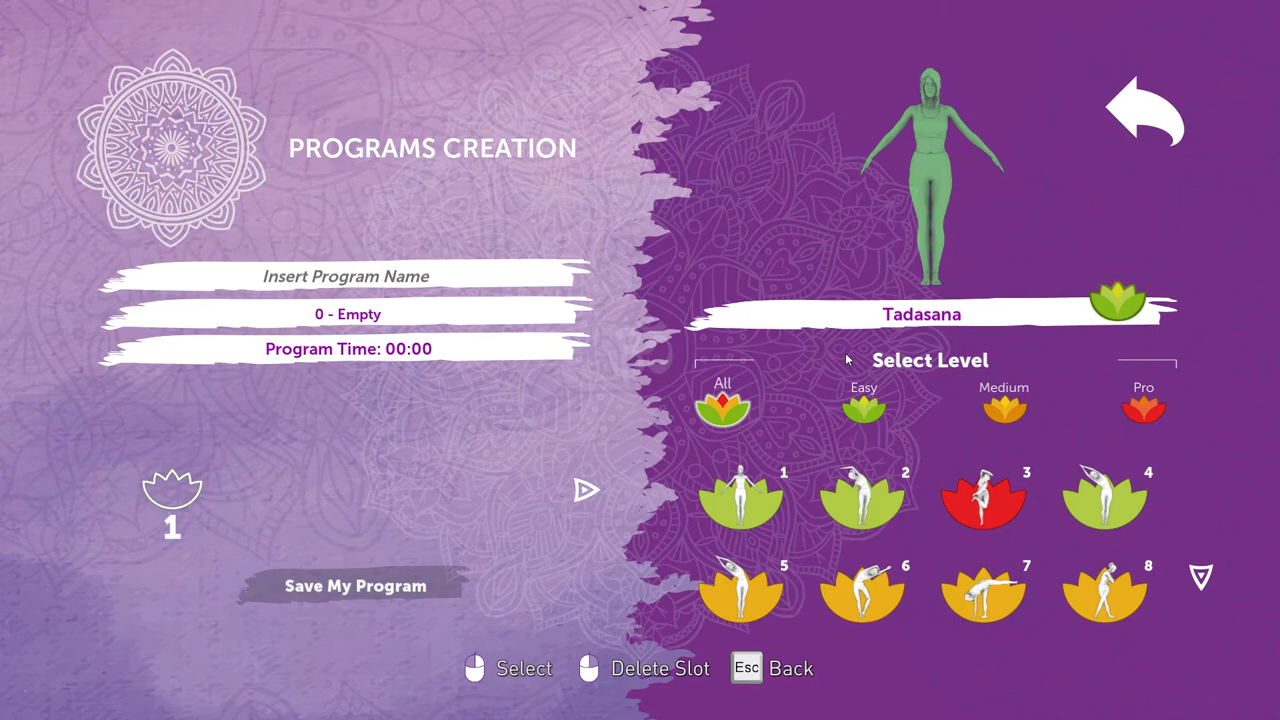 PROGRAMS CREATION
Insert Program Name
0 - Empty
Program Time: 00:00
1
Save My Program
Tadasana
Select Level
All
Easy
Medium
Pro
1
2
3
4
5
6
7
8
Select
Delete Slot
Esc
Back